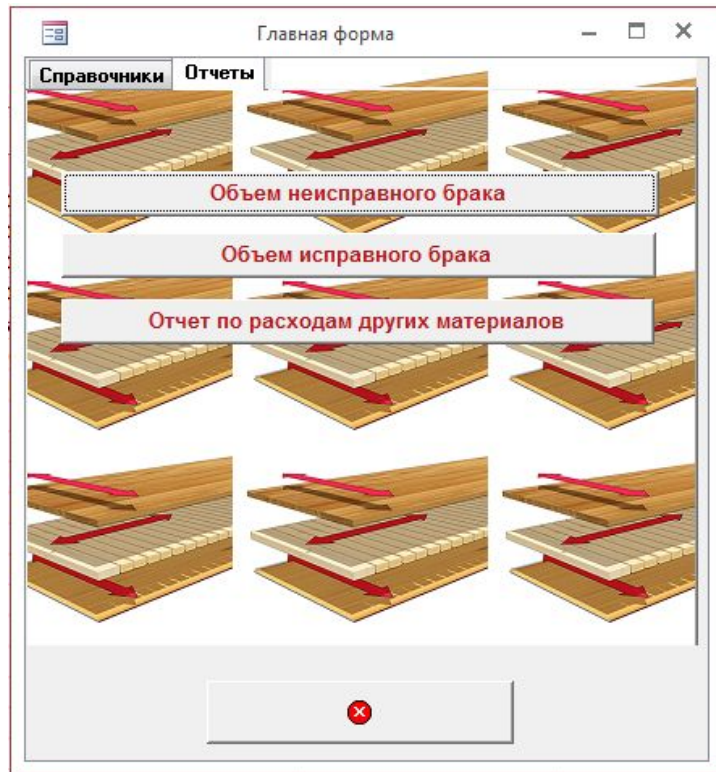 Главная форма
Справочники Отчеты
Объем неисправного брака
Объем исправного брака
Отчет по расходам других материалов